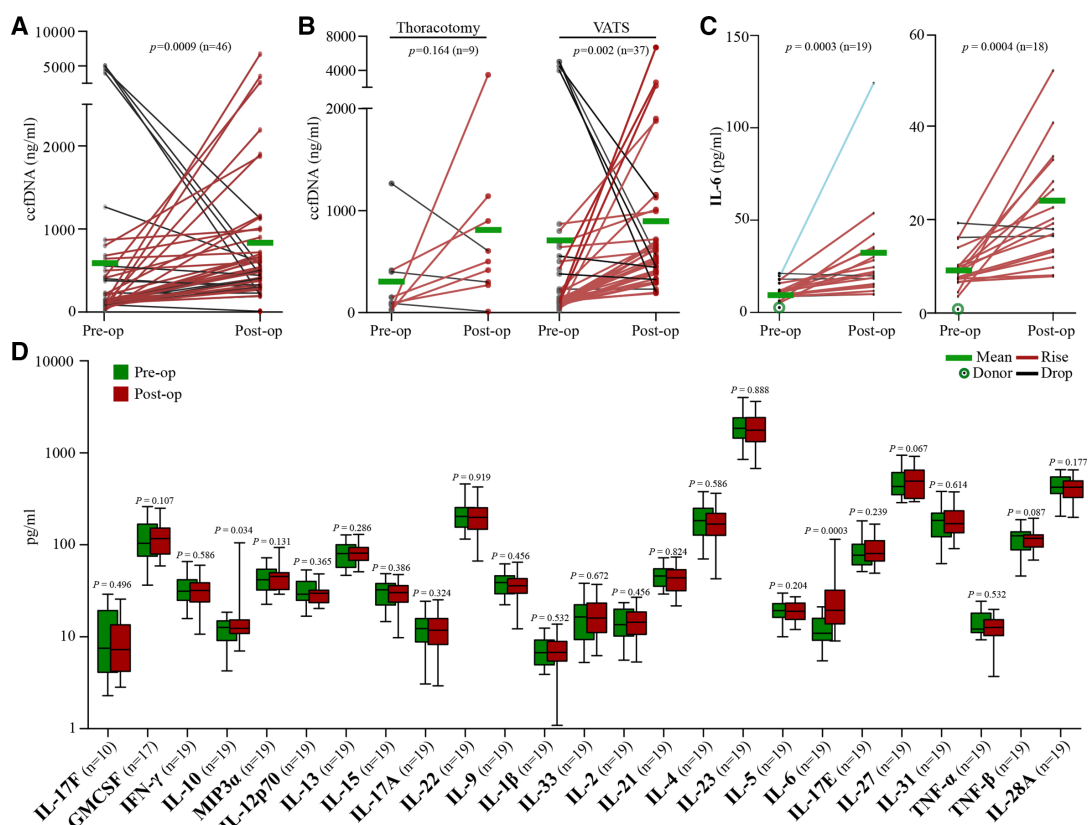 A
10000
5000
2000
1000
0
ccfDNA (ng/ml)
p=0.0009 (n=46)
Pre-op
Post-op
B
Thoracotomy
VATS
8000
4000
2000
1000
0
ccfDNA (ng/ml)
p=0.164 (n=9)
p=0.002 (n=37)
Pre-op
Post-op
Pre-op
Post-op
C
150
100
50
0
IL-6 (pg/ml)
p = 0.0003 (n=19)
Pre-op
Post-op
60
40
20
0
p = 0.0004 (n=18)
Pre-op
Post-op
Mean
Rise
Donor
Drop
D
10000
1000
100
10
1
pg/ml
Pre-op
Post-op
P = 0.496
P = 0.107
P = 0.586
P = 0.034
P = 0.131
P = 0.365
P = 0.286
P = 0.386
P = 0.324
P = 0.919
P = 0.456
P = 0.532
P = 0.672
P = 0.456
P = 0.824
P = 0.586
P = 0.888
P = 0.204
P = 0.0003
P = 0.239
P = 0.067
P = 0.614
P = 0.532
P = 0.087
P = 0.177
IL-17F (n=10)
GMCSF (n=17)
IFN-γ (n=19)
IL-10 (n=19)
MIP3α (n=19)
IL-12p70 (n=19)
IL-13 (n=19)
IL-15 (n=19)
IL-17A (n=19)
IL-22 (n=19)
IL-9 (n=19)
IL-1β (n=19)
IL-33 (n=19)
IL-2 (n=19)
IL-21 (n=19)
IL-4 (n=19)
IL-23 (n=19)
IL-5 (n=19)
IL-6 (n=19)
IL-17E (n=19)
IL-27 (n=19)
IL-31 (n=19)
TNF-α (n=19)
TNF-β (n=19)
IL-28A (n=19)